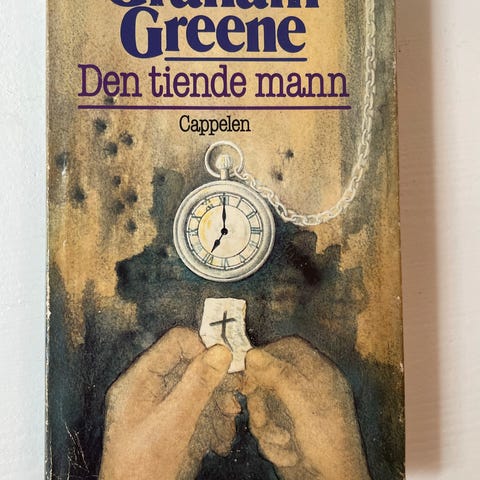 Graham
Greene
Den tiende mann
Cappelen